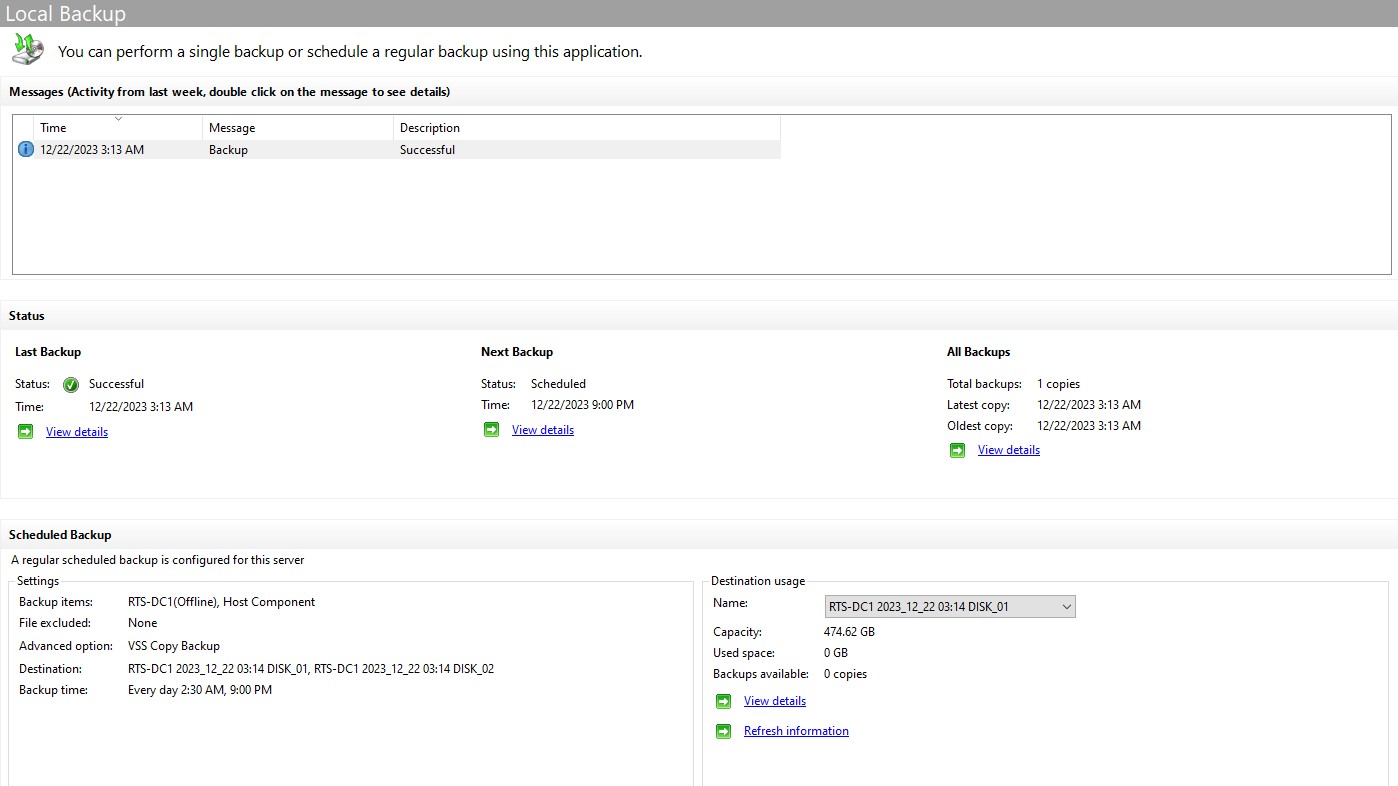 Local Backup
You can perform a single backup or schedule a regular backup using this application.
Messages (Activity from last week, double click on the message to see details)
Time Message Description
12/22/2023 3:13 AM Backup Successful
Status
Last Backup
Status: Successful
Time: 12/22/2023 3:13 AM
View details
Next Backup
Status: Scheduled
Time: 12/22/2023 9:00 PM
View details
All Backups
Total backups: 1 copies
Latest copy: 12/22/2023 3:13 AM
Oldest copy: 12/22/2023 3:13 AM
View details
Scheduled Backup
A regular scheduled backup is configured for this server
Settings
Backup items: RTS-DC1(Offline), Host Component
File excluded: None
Advanced option: VSS Copy Backup
Destination: RTS-DC1 2023_12_22 03:14 DISK_01, RTS-DC1 2023_12_22 03:14 DISK_02
Backup time: Every day 2:30 AM, 9:00 PM
Destination usage
Name: RTS-DC1 2023_12_22 03:14 DISK_01
Capacity: 474.62 GB
Used space: 0 GB
Backups available: 0 copies
View details
Refresh information